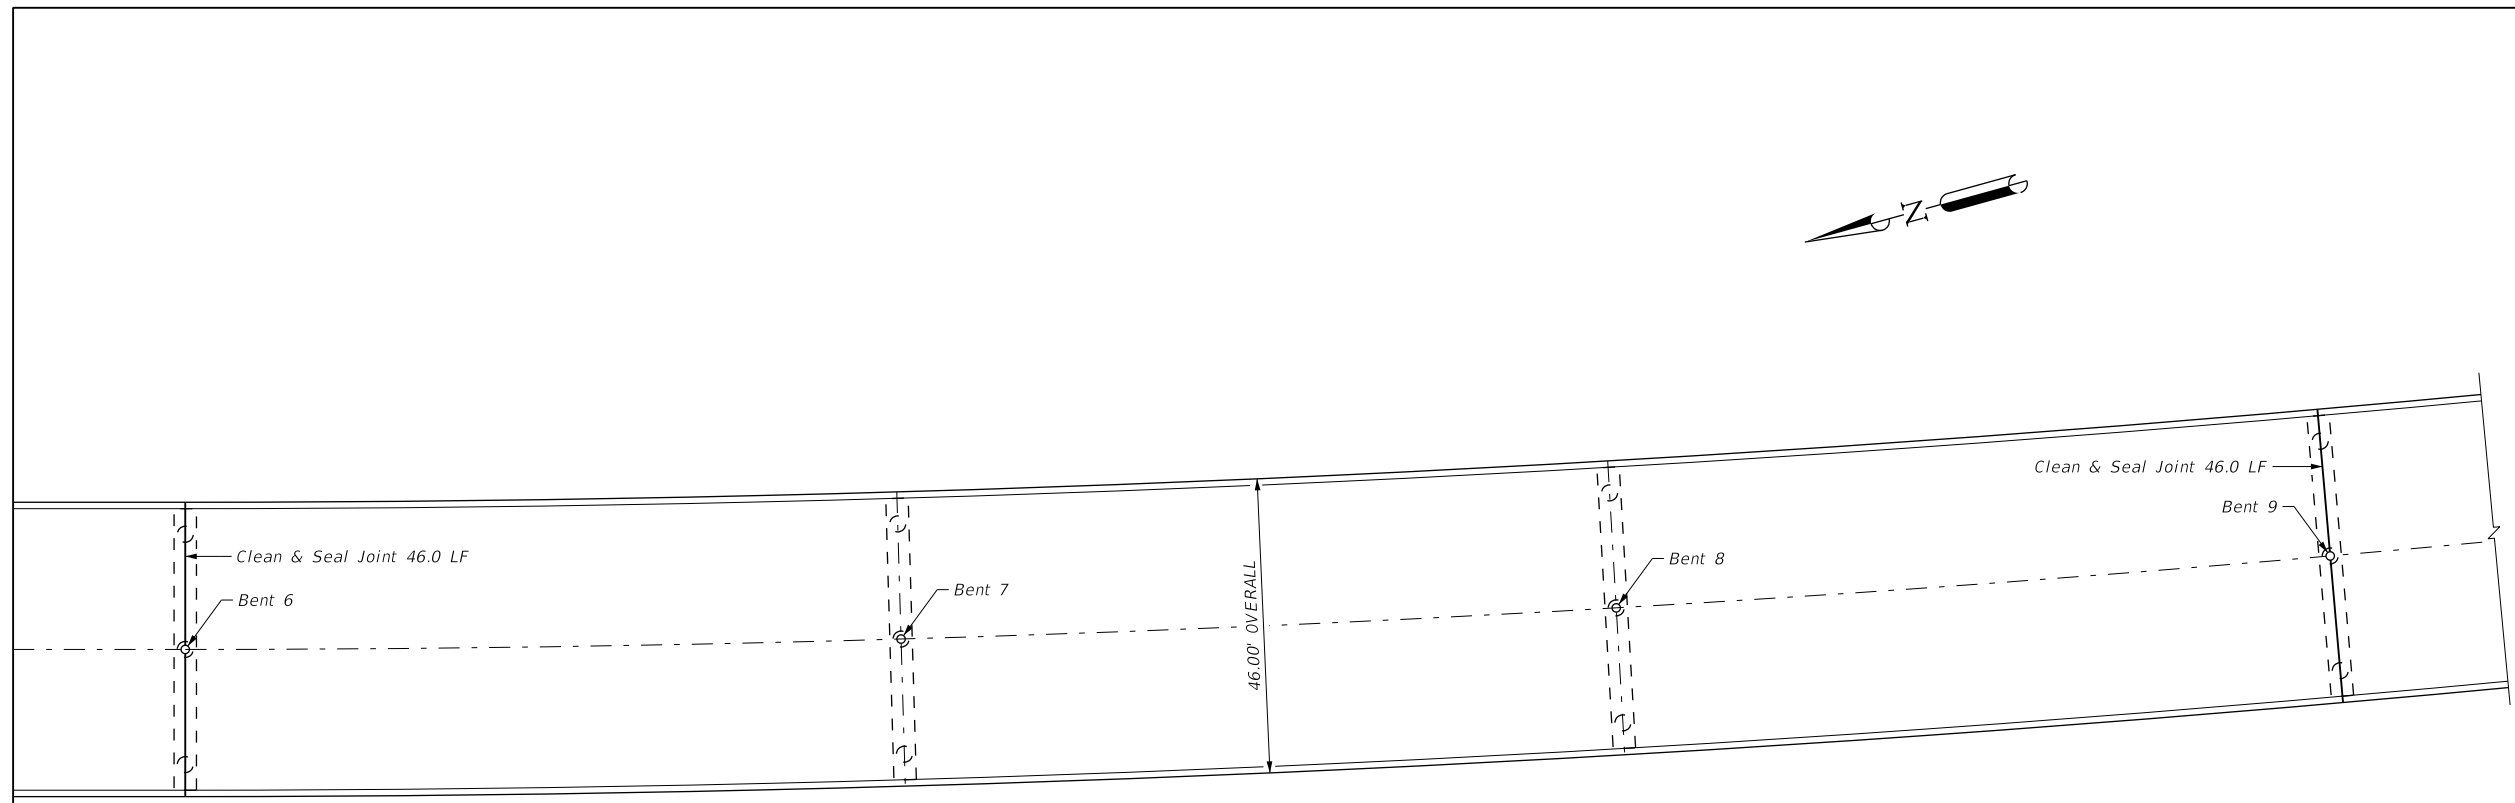 N
Clean & Seal Joint 46.0 LF
Bent 9
Clean & Seal Joint 46.0 LF
Bent 8
Bent 7
Bent 6
46.00' OVERALL